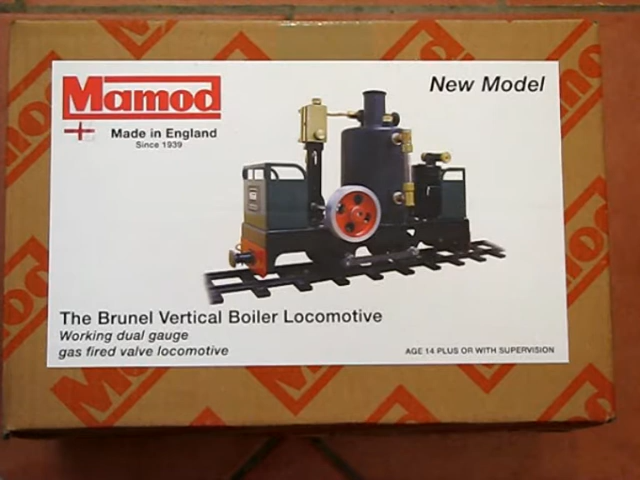 Mamod
New Model
Made in England
Since 1939
The Brunel Vertical Boiler Locomotive
Working dual gauge
gas fired valve locomotive
AGE 14 PLUS OR WITH SUPERVISION